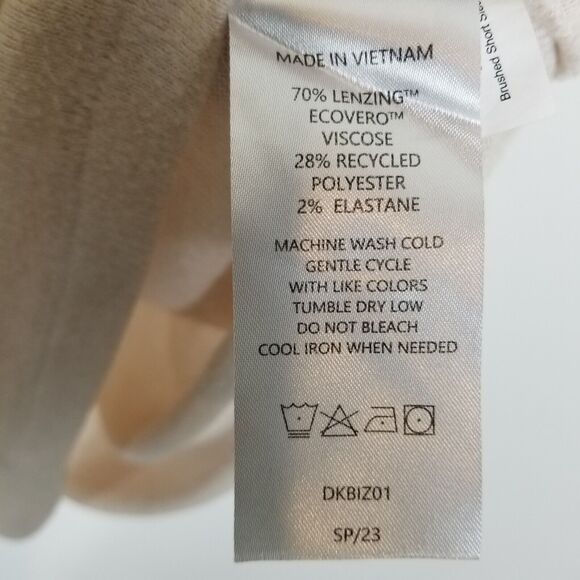 MADE IN VIETNAM
70% LENZING™
ECOVERO™
VISCOSE
28% RECYCLED
POLYESTER
2% ELASTANE
MACHINE WASH COLD
GENTLE CYCLE
WITH LIKE COLORS
TUMBLE DRY LOW
DO NOT BLEACH
COOL IRON WHEN NEEDED
DKBIZ01
SP/23
Brushed Short